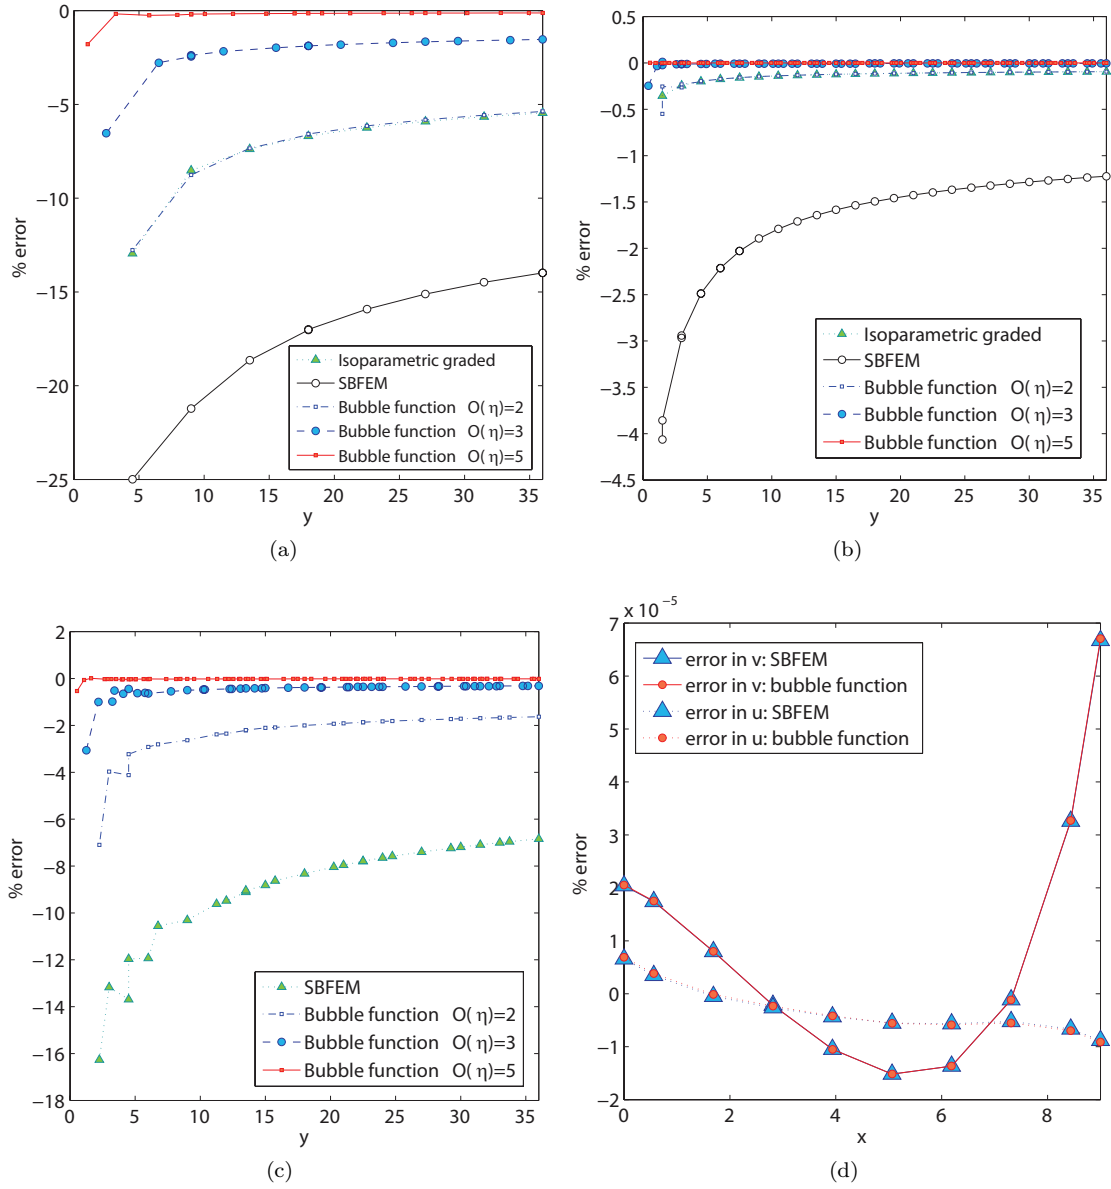 0
−5
−10
−15
−20
−25
% error
0 5 10 15 20 25 30 35
y
Isoparametric graded
SBFEM
Bubble function O( η)=2
Bubble function O( η)=3
Bubble function O( η)=5
(a)
0.5
0
−0.5
−1
−1.5
−2
−2.5
−3
−3.5
−4
−4.5
% error
0 5 10 15 20 25 30 35
y
Isoparametric graded
SBFEM
Bubble function O( η)=2
Bubble function O( η)=3
Bubble function O( η)=5
(b)
2
0
−2
−4
−6
−8
−10
−12
−14
−16
−18
% error
0 5 10 15 20 25 30 35
y
SBFEM
Bubble function O( η)=2
Bubble function O( η)=3
Bubble function O( η)=5
(c)
x 10 −5
7
6
5
4
3
2
1
0
−1
−2
% error
0 2 4 6 8
x
error in v: SBFEM
error in v: bubble function
error in u: SBFEM
error in u: bubble function
(d)